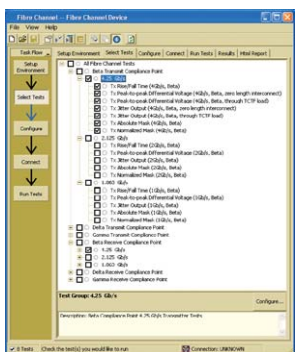 Fibre Channel -- Fibre Channel Device
File View Help
Task Flow
Set Up Environment Select Tests Configure Connect Run Tests Results Html Report
Setup Environment
Select Tests
Configure
Connect
Run Tests
All Fibre Channel Tests
Beta Transmit Compliance Point
4.25 Gb/s
Tx Rise/Fall Time (4Gb/s, Beta)
Tx Peak-to-peak Differential Voltage (4Gb/s, Beta, zero length interconnect)
Tx Peak-to-peak Differential Voltage (4Gb/s, Beta, through TCTF load)
Tx Jitter Output (4Gb/s, Beta, zero length interconnect)
Tx Jitter Output (4Gb/s, Beta, through TCTF load)
Tx Absolute Mask (4Gb/s, Beta)
Tx Normalized Mask (4Gb/s, Beta)
2.125 Gb/s
Tx Rise/Fall Time (2Gb/s, Beta)
Tx Peak-to-peak Differential Voltage (2Gb/s, Beta)
Tx Jitter Output (2Gb/s, Beta)
Tx Absolute Mask (2Gb/s, Beta)
Tx Normalized Mask (2Gb/s, Beta)
1.063 Gb/s
Tx Rise/Fall Time (1Gb/s, Beta)
Tx Peak-to-peak Differential Voltage (1Gb/s, Beta)
Tx Jitter Output (1Gb/s, Beta)
Tx Absolute Mask (1Gb/s, Beta)
Tx Normalized Mask (1Gb/s, Beta)
Delta Transmit Compliance Point
Gamma Transmit Compliance Point
Beta Receive Compliance Point
4.25 Gb/s
2.125 Gb/s
1.063 Gb/s
Delta Receive Compliance Point
Gamma Receive Compliance Point
Test Group: 4.25 Gb/s
Configure...
Description: Beta Compliance Point 4.25 Gb/s Transmitter Tests
8 Tests Check the test(s) you would like to run Connection: UNKNOWN